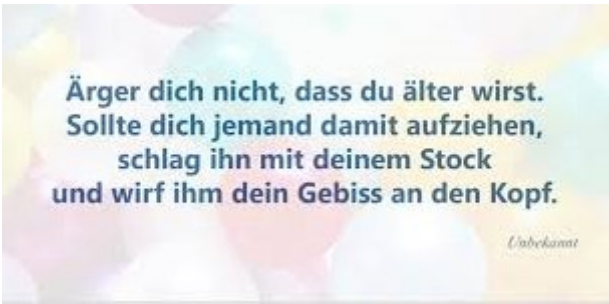 Ärger dich nicht, dass du älter wirst.
Sollte dich jemand damit aufziehen,
schlag ihn mit deinem Stock
und wirf ihm dein Gebiss an den Kopf.
Unbekannt